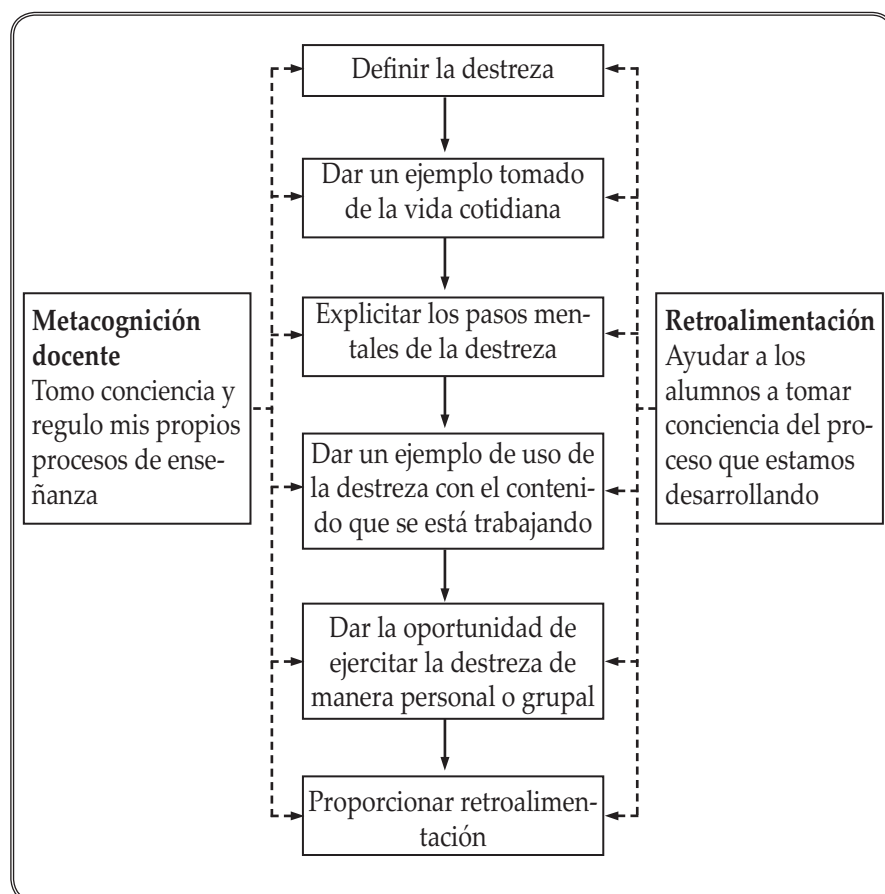 Definir la destreza
Dar un ejemplo tomado
de la vida cotidiana
Explicitar los pasos men-
tales de la destreza
Metacognición
docente
Tomo conciencia y
regulo mis propios
procesos de ense-
ñanza
Retroalimentación
Ayudar a los
alumnos a tomar
conciencia del pro-
ceso que estamos
desarrollando
Dar un ejemplo de uso de
la destreza con el conteni-
do que se está trabajando
Dar la oportunidad de
ejercitar la destreza de
manera personal o grupal
Proporcionar retroalimen-
tación